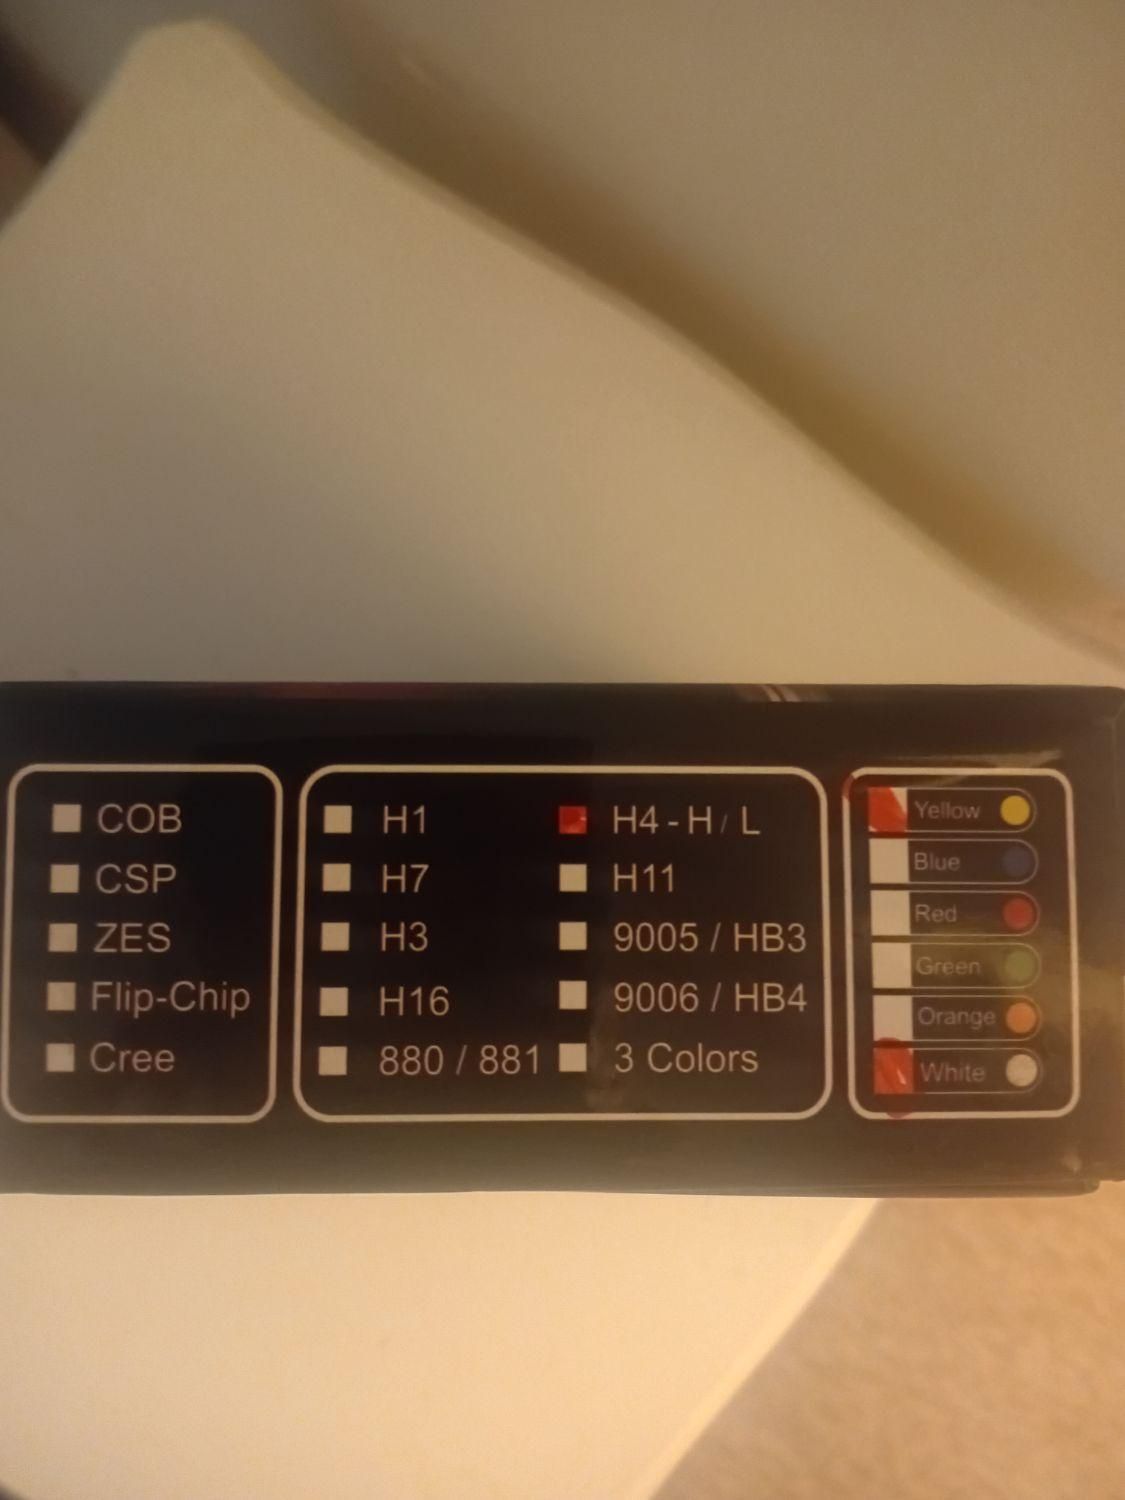 COB
CSP
ZES
Flip-Chip
Cree
H1
H7
H3
H16
880 / 881
H4 - H / L
H11
9005 / HB3
9006 / HB4
3 Colors
Yellow
Blue
Red
Green
Orange
White